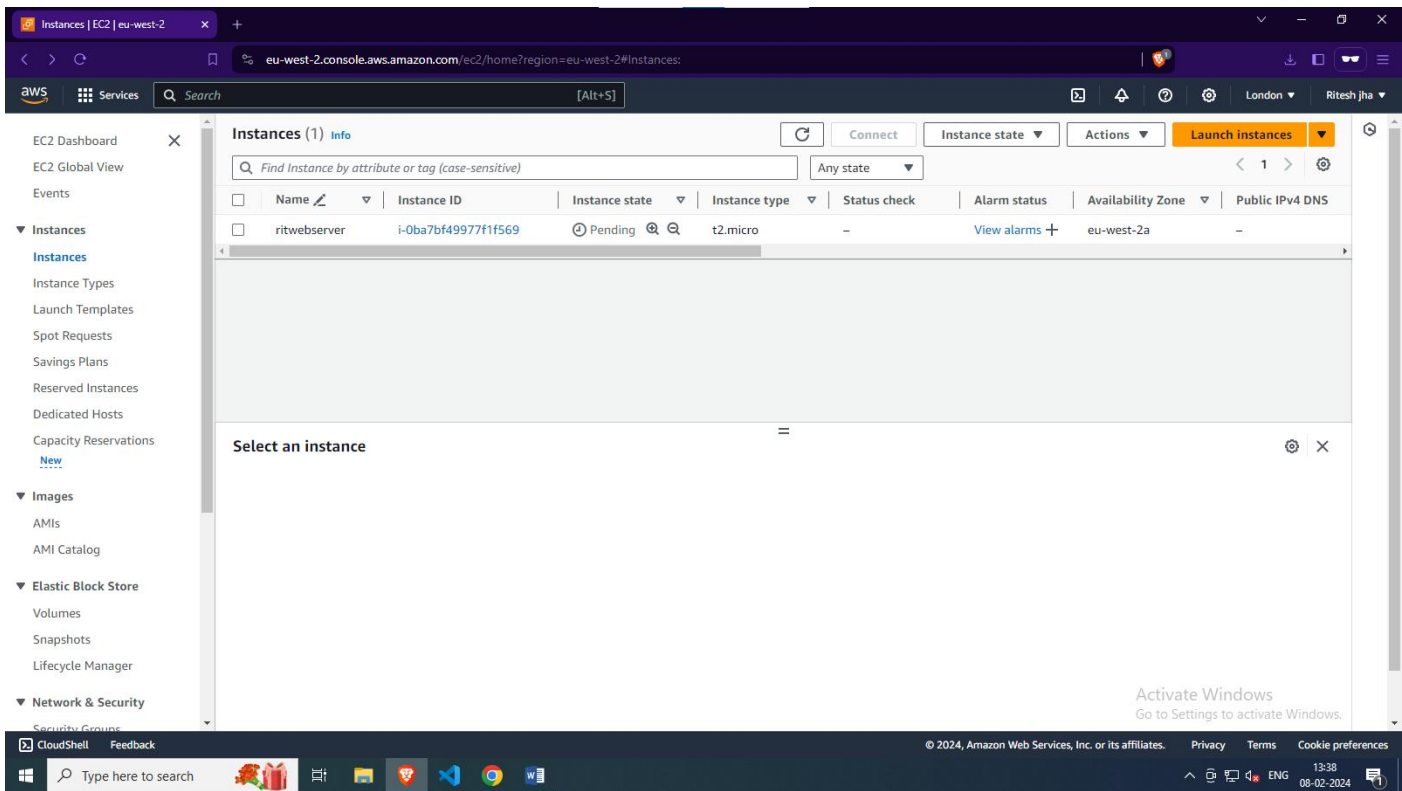 Instances | EC2 | eu-west-2
eu-west-2.console.aws.amazon.com/ec2/home?region=eu-west-2#Instances:
1
aws Services Search [Alt+S] London Ritesh jha
EC2 Dashboard
EC2 Global View
Events
Instances
Instances
Instance Types
Launch Templates
Spot Requests
Savings Plans
Reserved Instances
Dedicated Hosts
Capacity Reservations
New
Images
AMIs
AMI Catalog
Elastic Block Store
Volumes
Snapshots
Lifecycle Manager
Network & Security
Security Groups
Instances (1) Info Connect Instance state Actions Launch instances
Find Instance by attribute or tag (case-sensitive) Any state 1
Name Instance ID Instance state Instance type Status check Alarm status Availability Zone Public IPv4 DNS
ritwebserver i-0ba7bf49977f1f569 Pending t2.micro – View alarms + eu-west-2a –
Select an instance
Activate Windows
Go to Settings to activate Windows.
CloudShell Feedback © 2024, Amazon Web Services, Inc. or its affiliates. Privacy Terms Cookie preferences
Type here to search ENG 13:38
08-02-2024
1